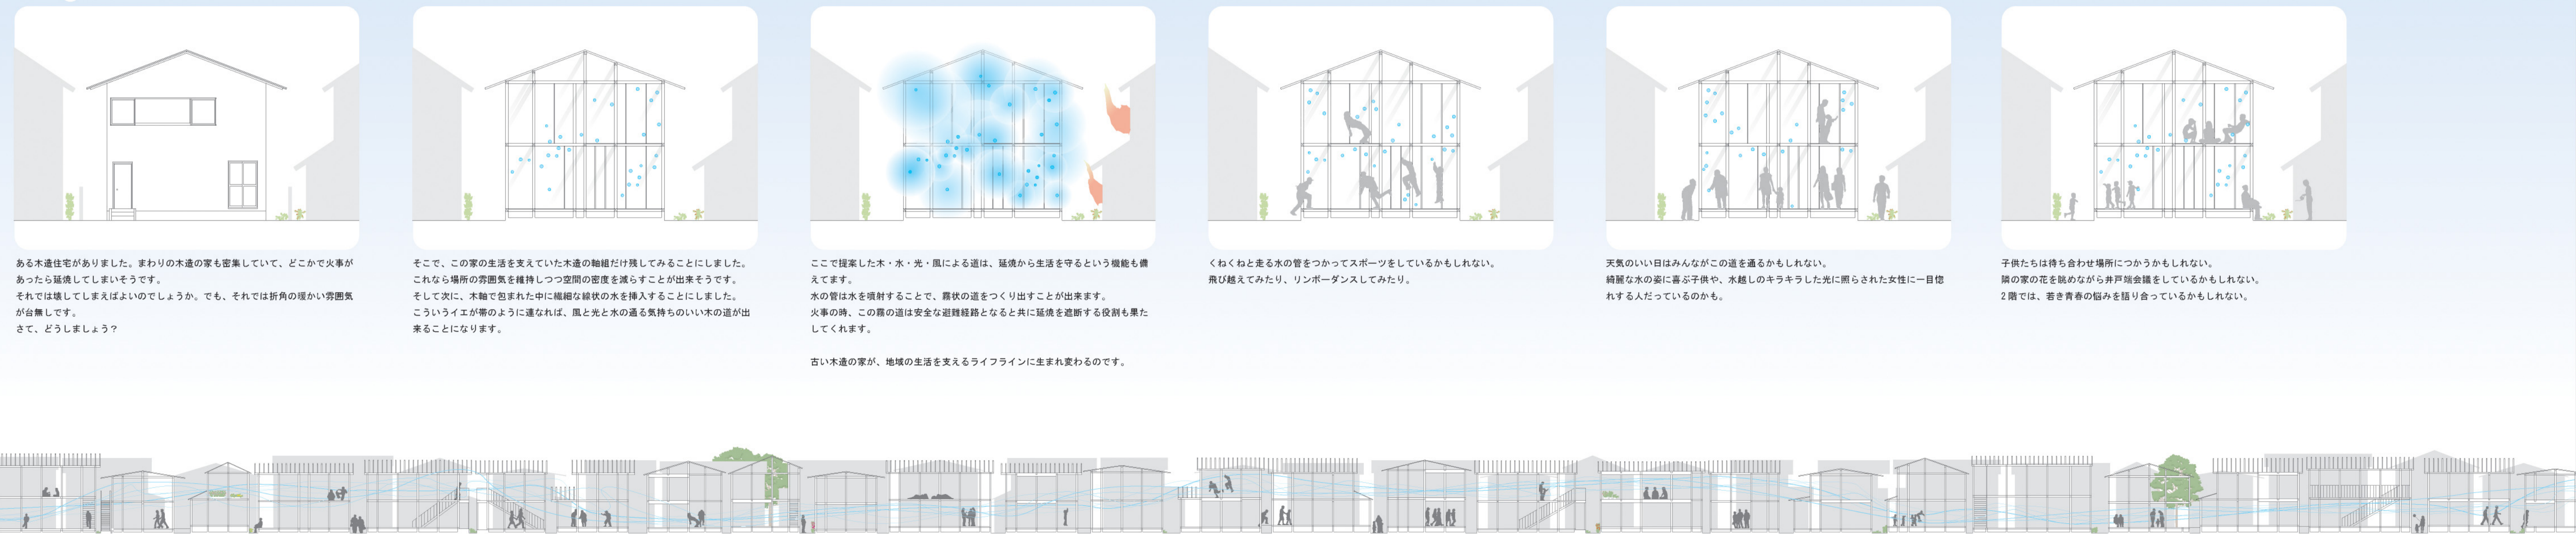 ある木造住宅がありました。まわりの木造の家も密集していて、どこかで火事が
あったら延焼してしまいそうです。
それでは壊してしまえばよいのでしょうか。でも、それでは折角の暖かい雰囲気
が台無しです。
さて、どうしましょう？
そこで、この家の生活を支えていた木造の軸組だけ残してみることにしました。
これなら場所の雰囲気を維持しつつ空間の密度を減らすことが出来そうです。
そして次に、木軸で包まれた中に繊細な線状の水を挿入することにしました。
こういうイエが帯のように連なれば、風と光と水の通る気持ちのいい木の道が出
来ることになります。
ここで提案した木・水・光・風による道は、延焼から生活を守るという機能も備
えてます。
水の管は水を噴射することで、霧状の道をつくり出すことが出来ます。
火事の時、この霧の道は安全な避難経路となると共に延焼を遮断する役割も果た
してくれます。
古い木造の家が、地域の生活を支えるライフラインに生まれ変わるのです。
くねくねと走る水の管をつかってスポーツをしているかもしれない。
飛び越えてみたり、リンボーダンスしてみたり。
天気のいい日はみんながこの道を通るかもしれない。
綺麗な水の姿に喜ぶ子供や、水越しのキラキラした光に照らされた女性に一目惚
れする人だっているのかも。
子供たちは待ち合わせ場所につかうかもしれない。
隣の家の花を眺めながら井戸端会議をしているかもしれない。
2 階では、若き青春の悩みを語り合っているかもしれない。